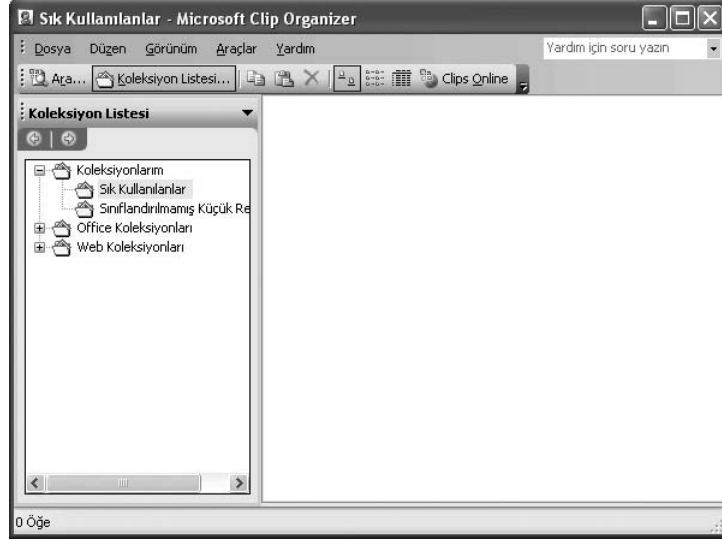 Sık Kullanılanlar - Microsoft Clip Organizer
Dosya Düzen Görünüm Araçlar Yardım Yardım için soru yazın
Ara... Koleksiyon Listesi... Clips Online
Koleksiyon Listesi
Koleksiyonlarım
Sık Kullanılanlar
Sınıflandırılmamış Küçük Re
Office Koleksiyonları
Web Koleksiyonları
0 Öğe